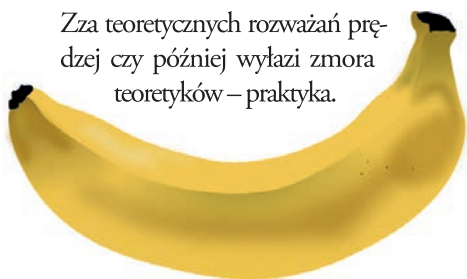 Zza teoretycznych rozważań prę-
dzej czy później wyłazi zmora
teoretyków – praktyka.